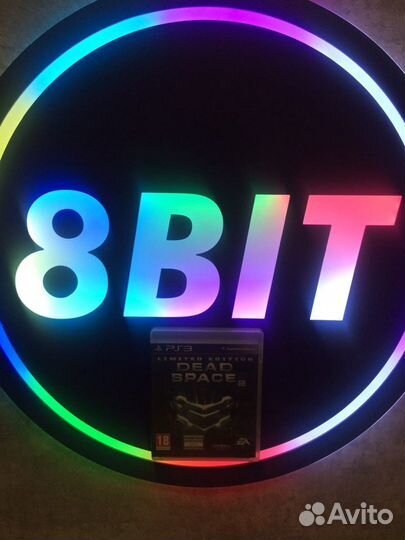 8BIT
PS3
LIMITED EDITION
DEAD
SPACE 2
18
EA
Avito